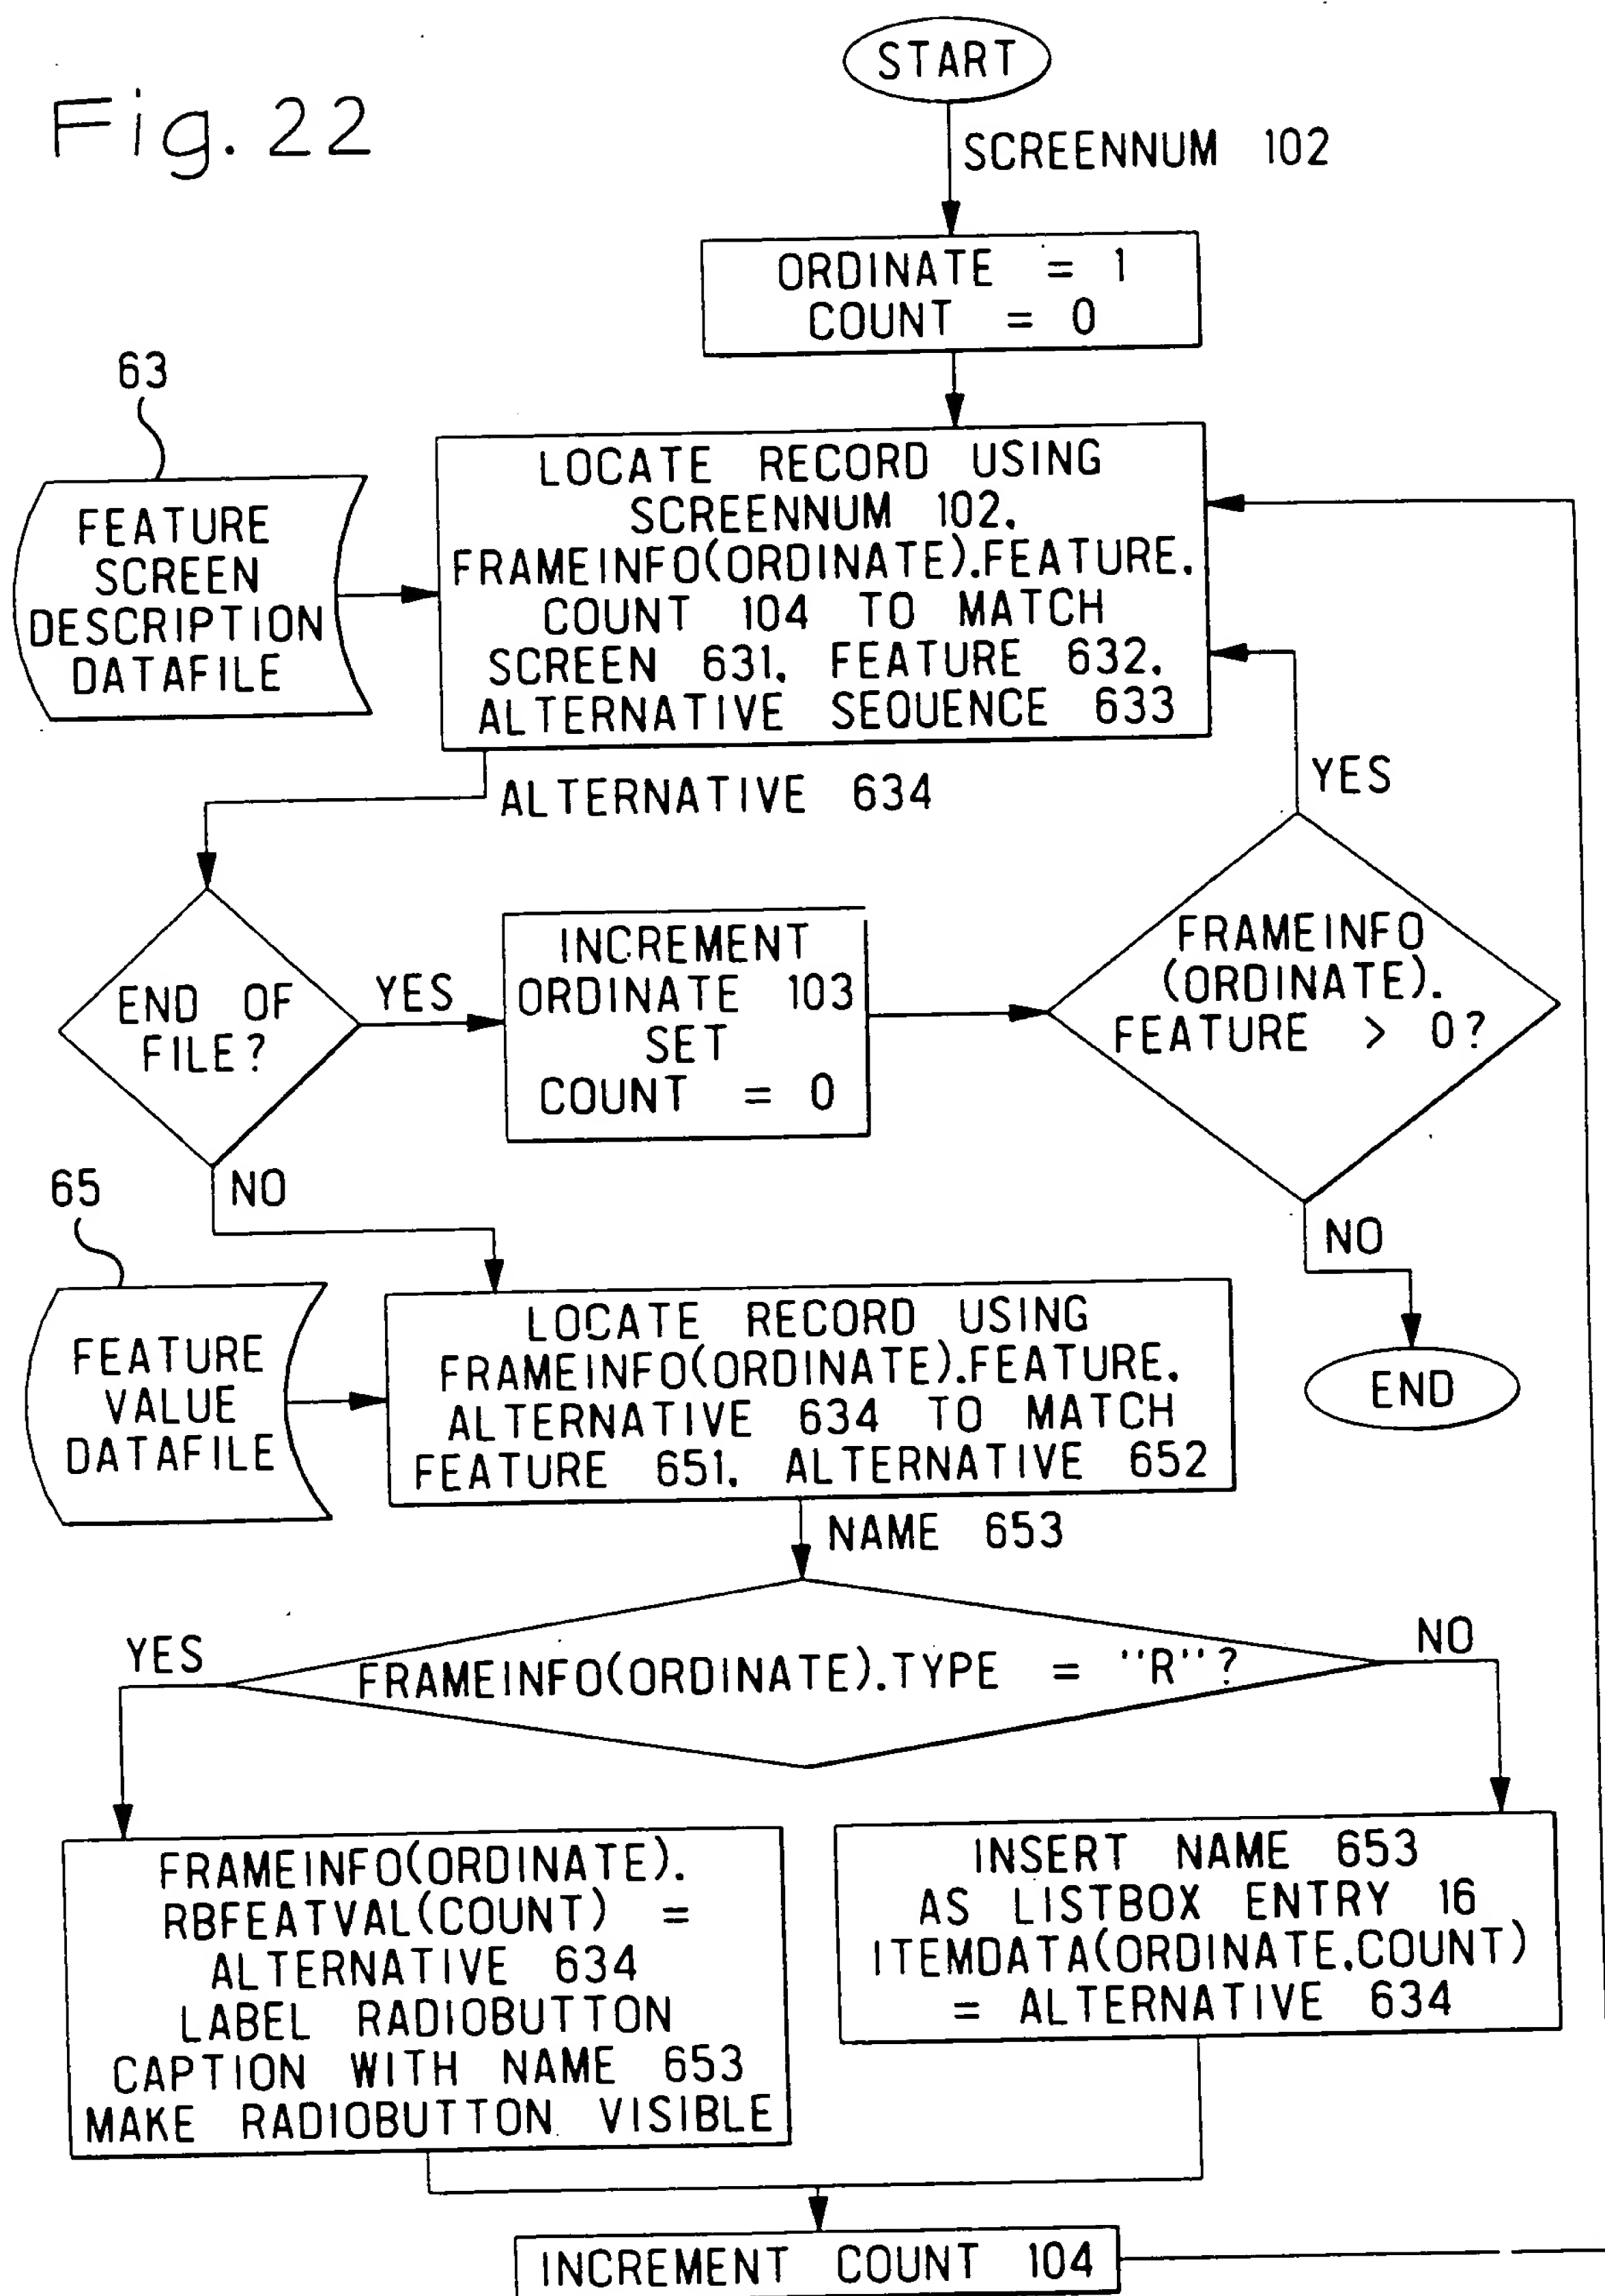 Fig. 22
START
SCREENNUM 102
ORDINATE = 1
COUNT = 0
63
FEATURE
SCREEN
DESCRIPTION
DATAFILE
LOCATE RECORD USING
SCREENNUM 102,
FRAMEINFO(ORDINATE).FEATURE,
COUNT 104 TO MATCH
SCREEN 631, FEATURE 632,
ALTERNATIVE SEQUENCE 633
ALTERNATIVE 634
YES
END OF
FILE?
YES
INCREMENT
ORDINATE 103
SET
COUNT = 0
FRAMEINFO
(ORDINATE).
FEATURE > 0?
NO
NO
END
65
FEATURE
VALUE
DATAFILE
LOCATE RECORD USING
FRAMEINFO(ORDINATE).FEATURE,
ALTERNATIVE 634 TO MATCH
FEATURE 651, ALTERNATIVE 652
NAME 653
YES
FRAMEINFO(ORDINATE).TYPE = "R"?
NO
FRAMEINFO(ORDINATE).
RBFEATVAL(COUNT) =
ALTERNATIVE 634
LABEL RADIOBUTTON
CAPTION WITH NAME 653
MAKE RADIOBUTTON VISIBLE
INSERT NAME 653
AS LISTBOX ENTRY 16
ITEMDATA(ORDINATE,COUNT)
= ALTERNATIVE 634
INCREMENT COUNT 104